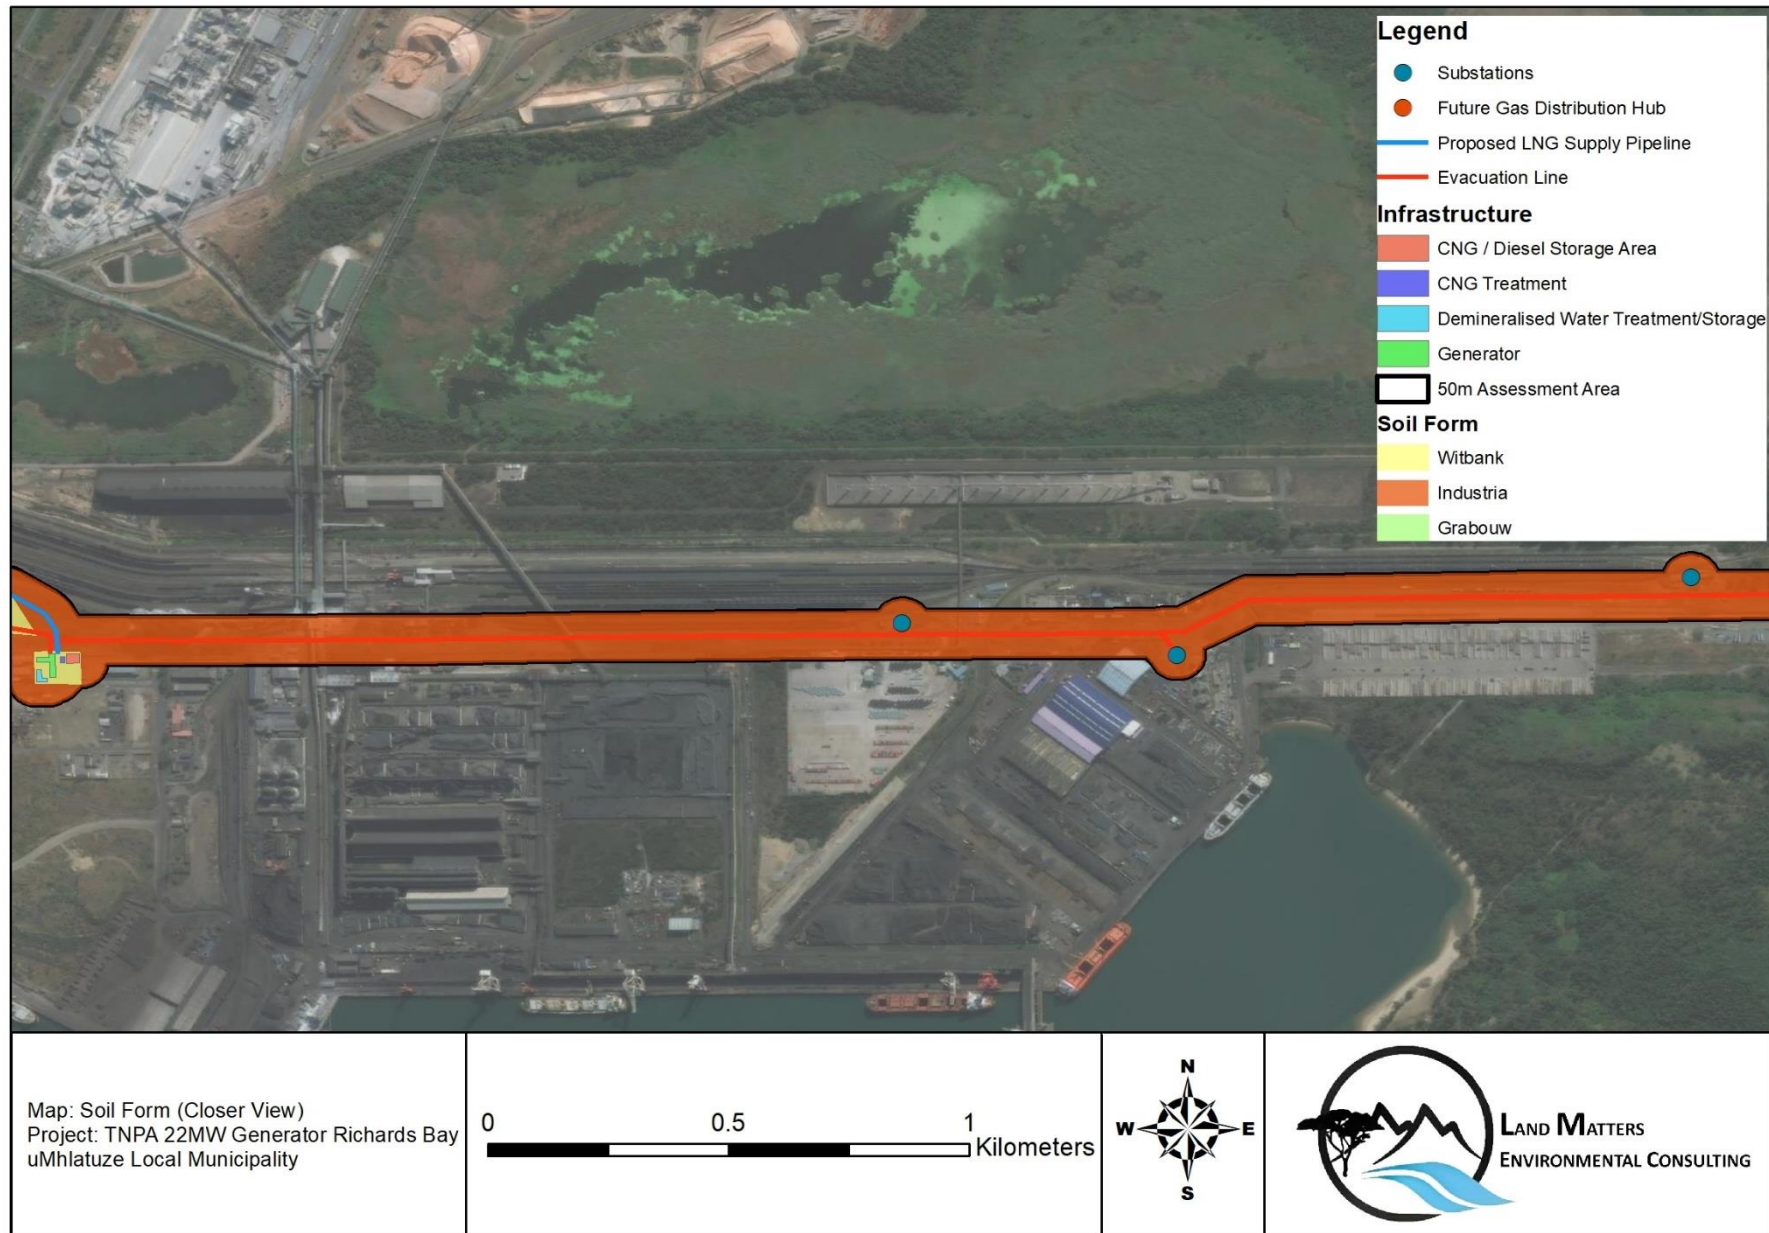 Legend
Substations
Future Gas Distribution Hub
Proposed LNG Supply Pipeline
Evacuation Line
Infrastructure
CNG / Diesel Storage Area
CNG Treatment
Demineralised Water Treatment/Storage
Generator
50m Assessment Area
Soil Form
Witbank
Industria
Grabouw
Map: Soil Form (Closer View)
Project: TNPA 22MW Generator Richards Bay
uMhlatuze Local Municipality
0 0.5 1
Kilometers
N
W E
S
LAND MATTERS
ENVIRONMENTAL CONSULTING